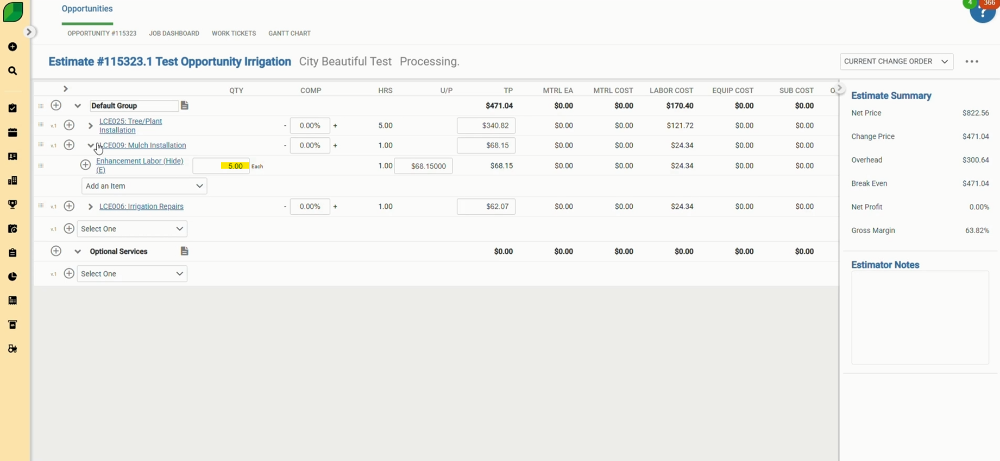 Opportunities
4 366
?
OPPORTUNITY #115323 JOB DASHBOARD WORK TICKETS GANTT CHART
Estimate #115323.1 Test Opportunity Irrigation City Beautiful Test Processing.
CURRENT CHANGE ORDER
QTY COMP HRS U/P TP MTRL EA MTRL COST LABOR COST EQUIP COST SUB COST O
Default Group $471.04 $0.00 $0.00 $170.40 $0.00 $0.00
v.1 LCE025: Tree/Plant
Installation - 0.00% + 5.00 $340.82 $0.00 $0.00 $121.72 $0.00 $0.00
v.1 LCE009: Mulch Installation - 0.00% + 1.00 $68.15 $0.00 $0.00 $24.34 $0.00 $0.00
Enhancement Labor (Hide)
(E) 5.00 Each 1.00 $68.15000 $68.15 $0.00 $0.00 $24.34 $0.00 $0.00
Add an Item
v.1 LCE006: Irrigation Repairs - 0.00% + 1.00 $62.07 $0.00 $0.00 $24.34 $0.00 $0.00
v.1 Select One
Optional Services $0.00 $0.00 $0.00 $0.00 $0.00 $0.00
v.1 Select One
Estimate Summary
Net Price $822.56
Change Price $471.04
Overhead $300.64
Break Even $471.04
Net Profit 0.00%
Gross Margin 63.82%
Estimator Notes